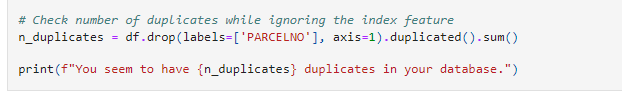 # Check number of duplicates while ignoring the index feature
n_duplicates = df.drop(labels=['PARCELNO'], axis=1).duplicated().sum()
print(f"You seem to have {n_duplicates} duplicates in your database.")